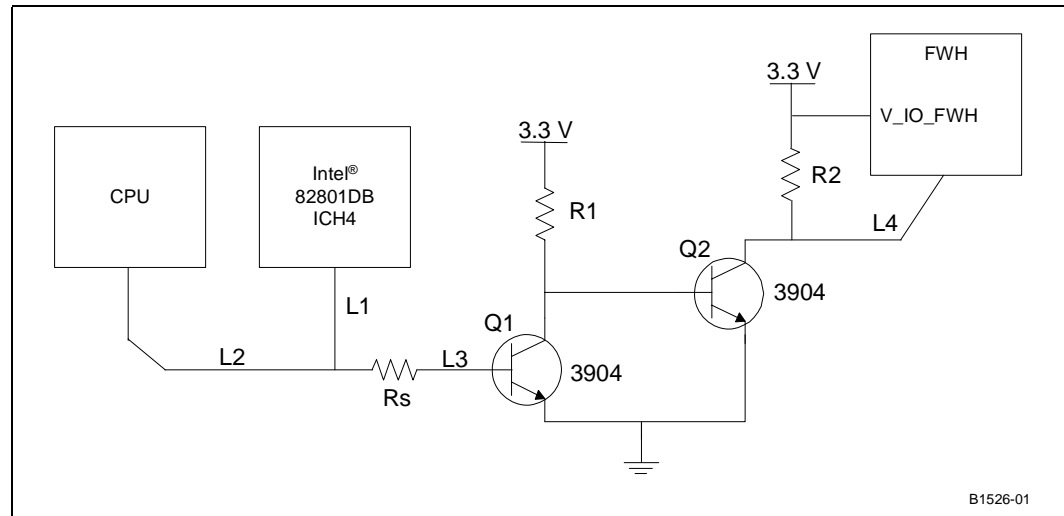 FWH
3.3 V
V_IO_FWH
3.3 V
CPU
Intel®
82801DB
ICH4
R2
R1
L4
Q2
3904
L1
Q1
L2
L3
3904
Rs
B1526-01